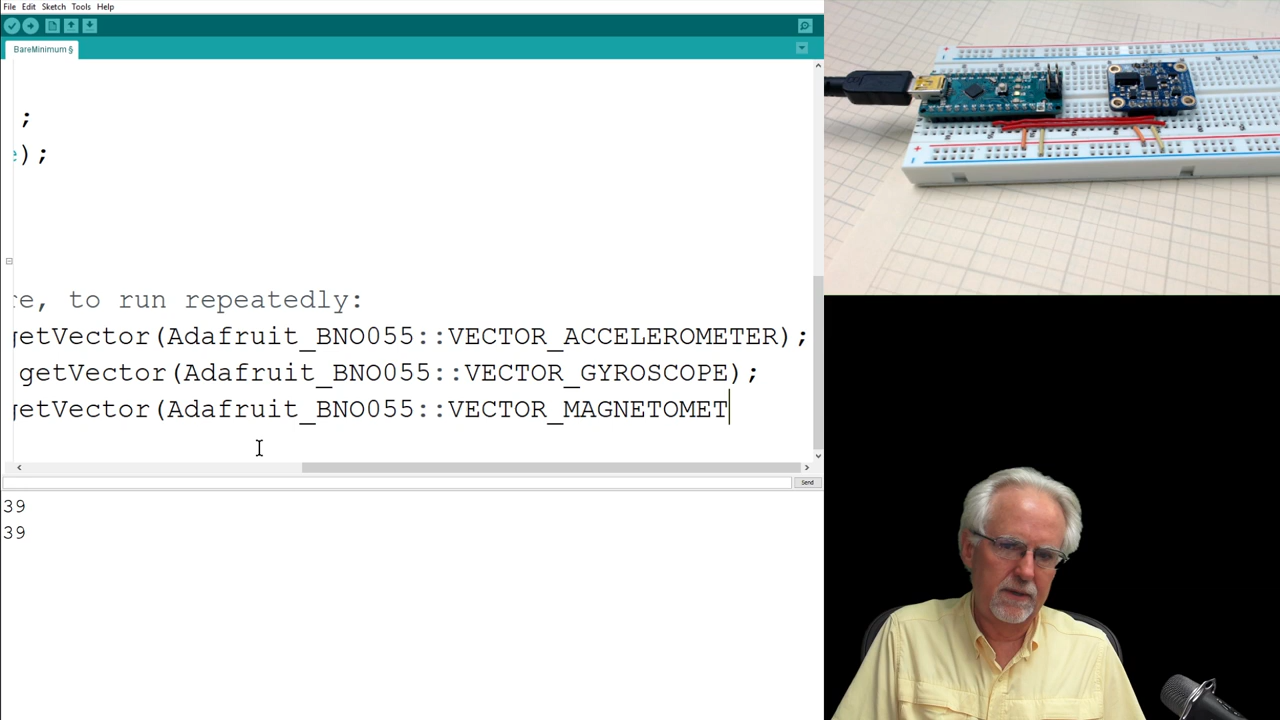 File Edit Sketch Tools Help
BareMinimum §
;
e);
re, to run repeatedly:
getVector(Adafruit_BNO055::VECTOR_ACCELEROMETER);
getVector(Adafruit_BNO055::VECTOR_GYROSCOPE);
getVector(Adafruit_BNO055::VECTOR_MAGNETOMET
Send
39
39